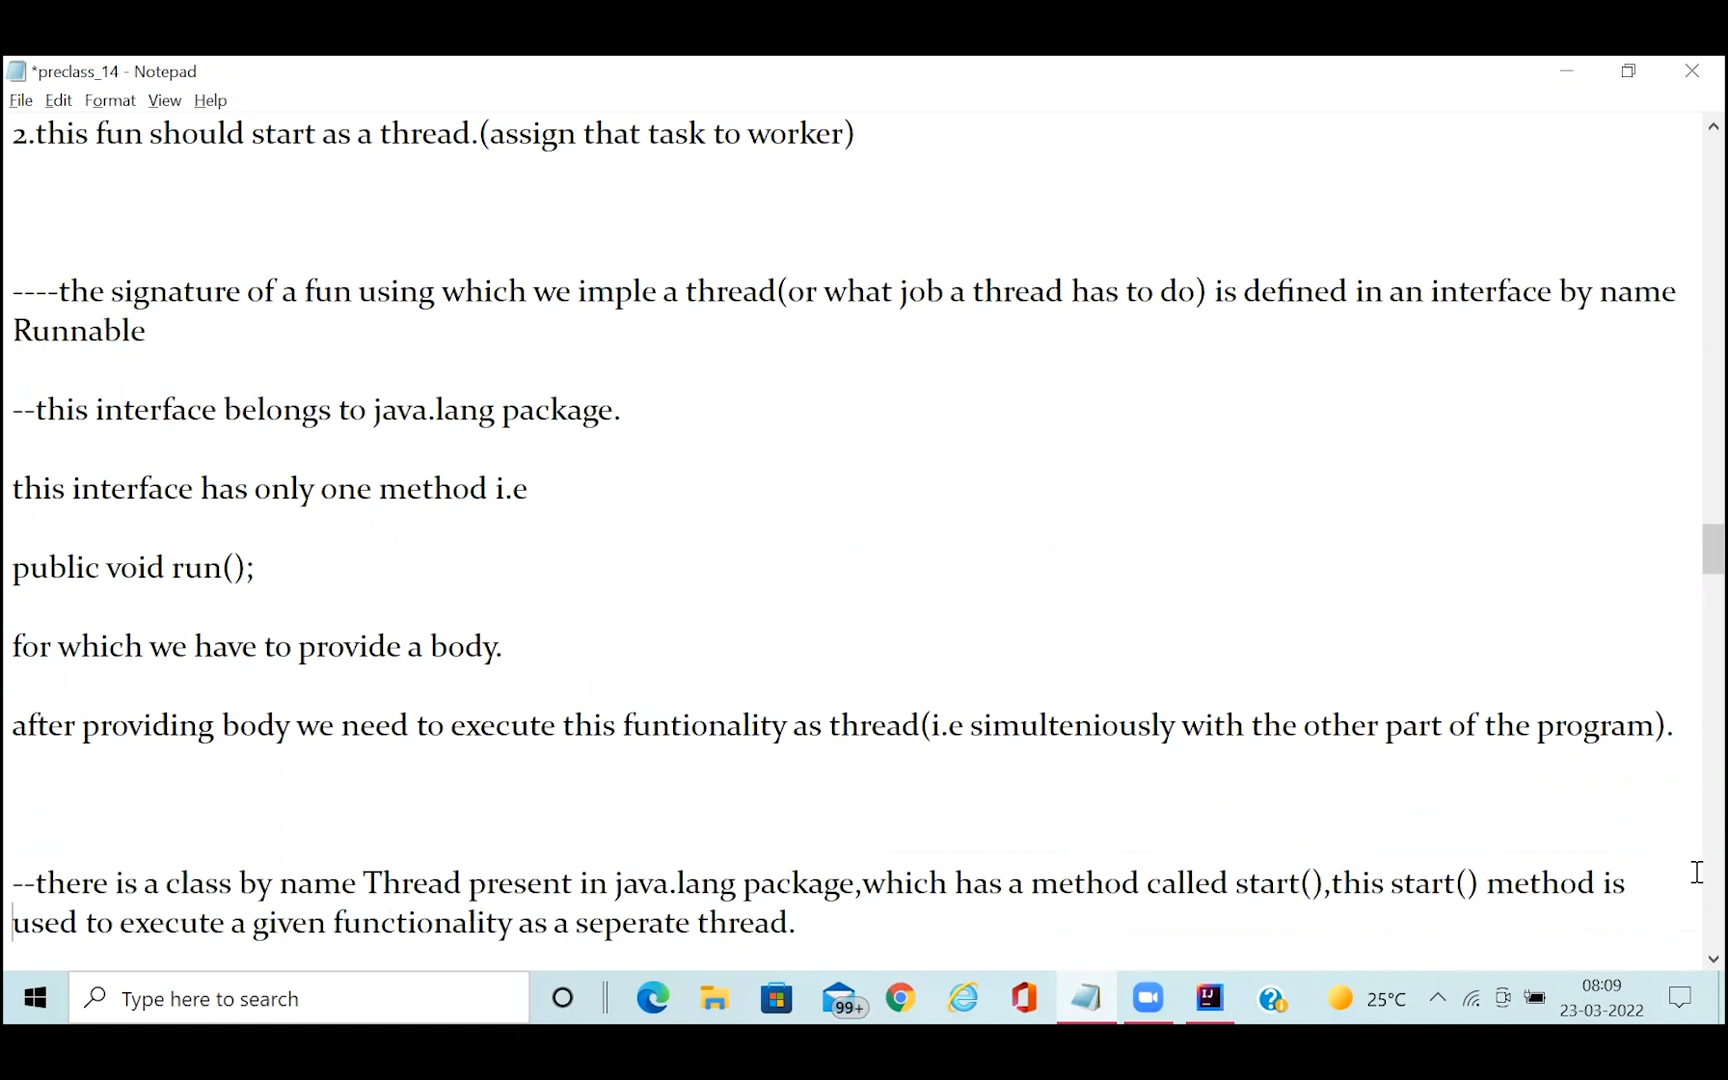 *preclass_14 - Notepad
File Edit Format View Help
2.this fun should start as a thread.(assign that task to worker)
----the signature of a fun using which we imple a thread(or what job a thread has to do) is defined in an interface by name
Runnable
--this interface belongs to java.lang package.
this interface has only one method i.e
public void run();
for which we have to provide a body.
after providing body we need to execute this funtionality as thread(i.e simulteniously with the other part of the program).
--there is a class by name Thread present in java.lang package,which has a method called start(),this start() method is
used to execute a given functionality as a seperate thread.
Type here to search
99+
IJ
25°C
08:09
23-03-2022